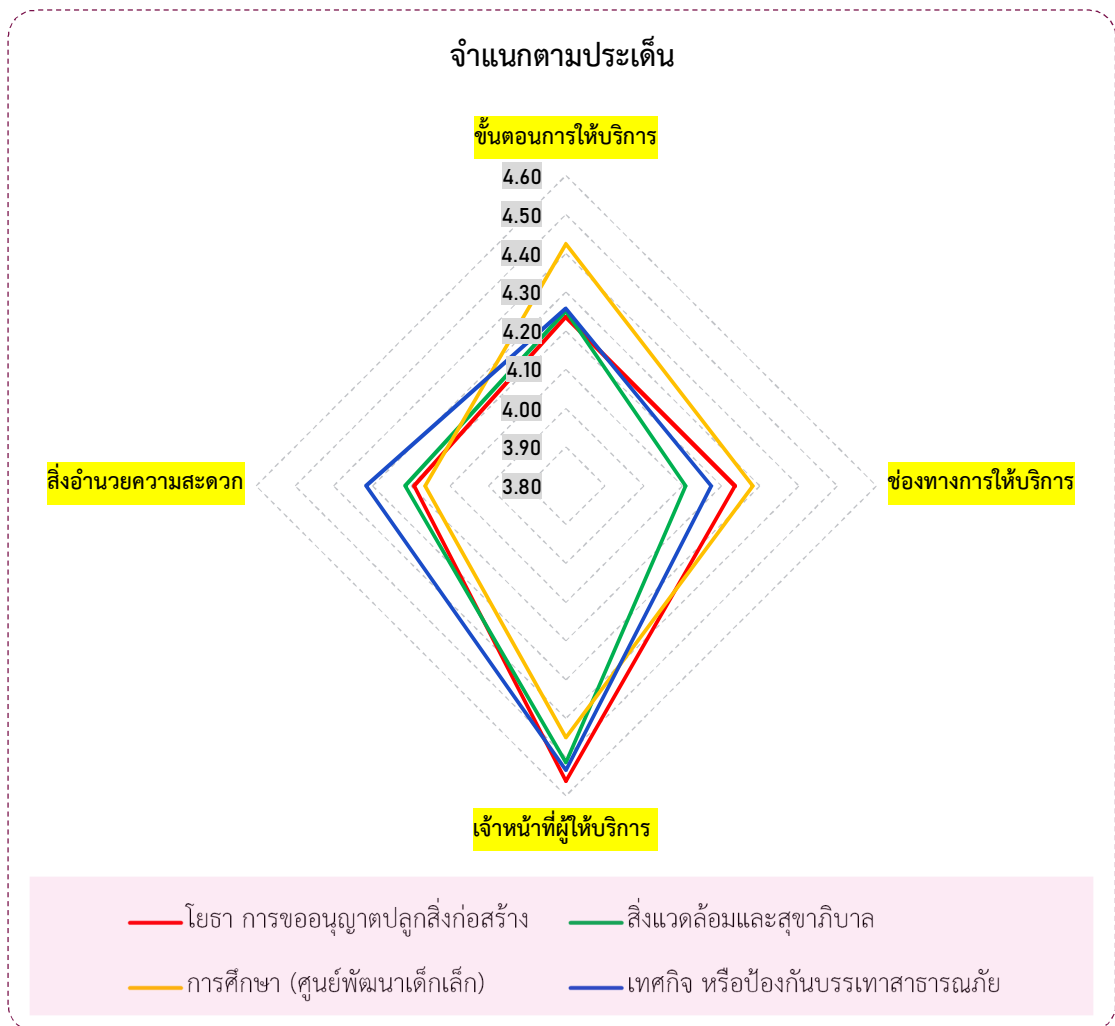 จำแนกตามประเด็น
ขั้นตอนการให้บริการ
4.60
4.50
4.40
4.30
4.20
4.10
4.00
3.90
3.80
สิ่งอำนวยความสะดวก
ช่องทางการให้บริการ
เจ้าหน้าที่ผู้ให้บริการ
โยธา การขออนุญาตปลูกสิ่งก่อสร้าง
สิ่งแวดล้อมและสุขาภิบาล
การศึกษา (ศูนย์พัฒนาเด็กเล็ก)
เทศกิจ หรือป้องกันบรรเทาสาธารณภัย